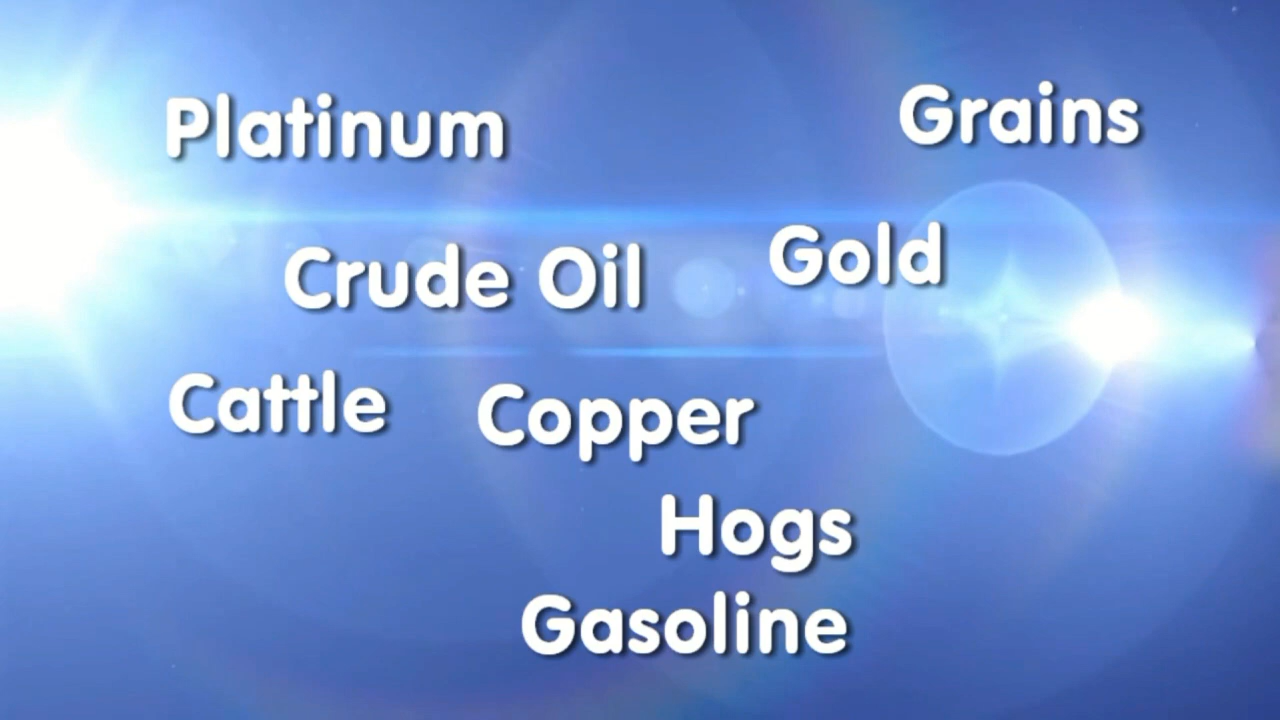 Platinum
Grains
Crude Oil
Gold
Cattle
Copper
Hogs
Gasoline